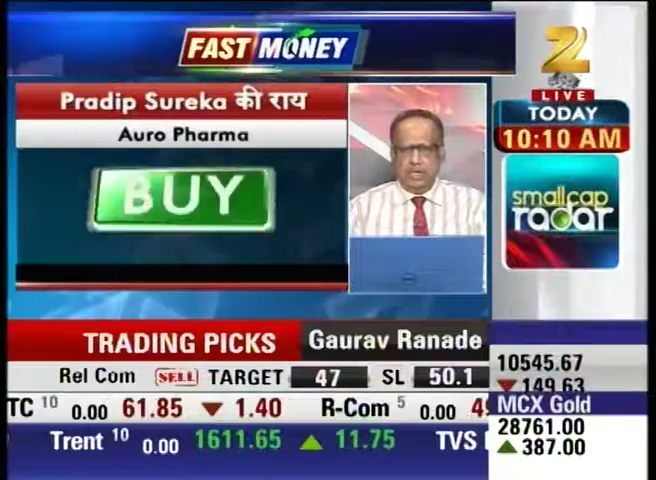 FAST MONEY
LIVE
Pradip Sureka की राय
Auro Pharma
BUY
TODAY
10:10 AM
smallcap
radar
TRADING PICKS
Gaurav Ranade
Rel Com SELL TARGET 47 SL 50.1
TC 10 0.00 61.85 ▼ 1.40 R-Com 5 0.00
Trent 10 0.00 1611.65 ▲ 11.75 TVS
10545.67
▼ 149.63
MCX Gold
28761.00
▲ 387.00